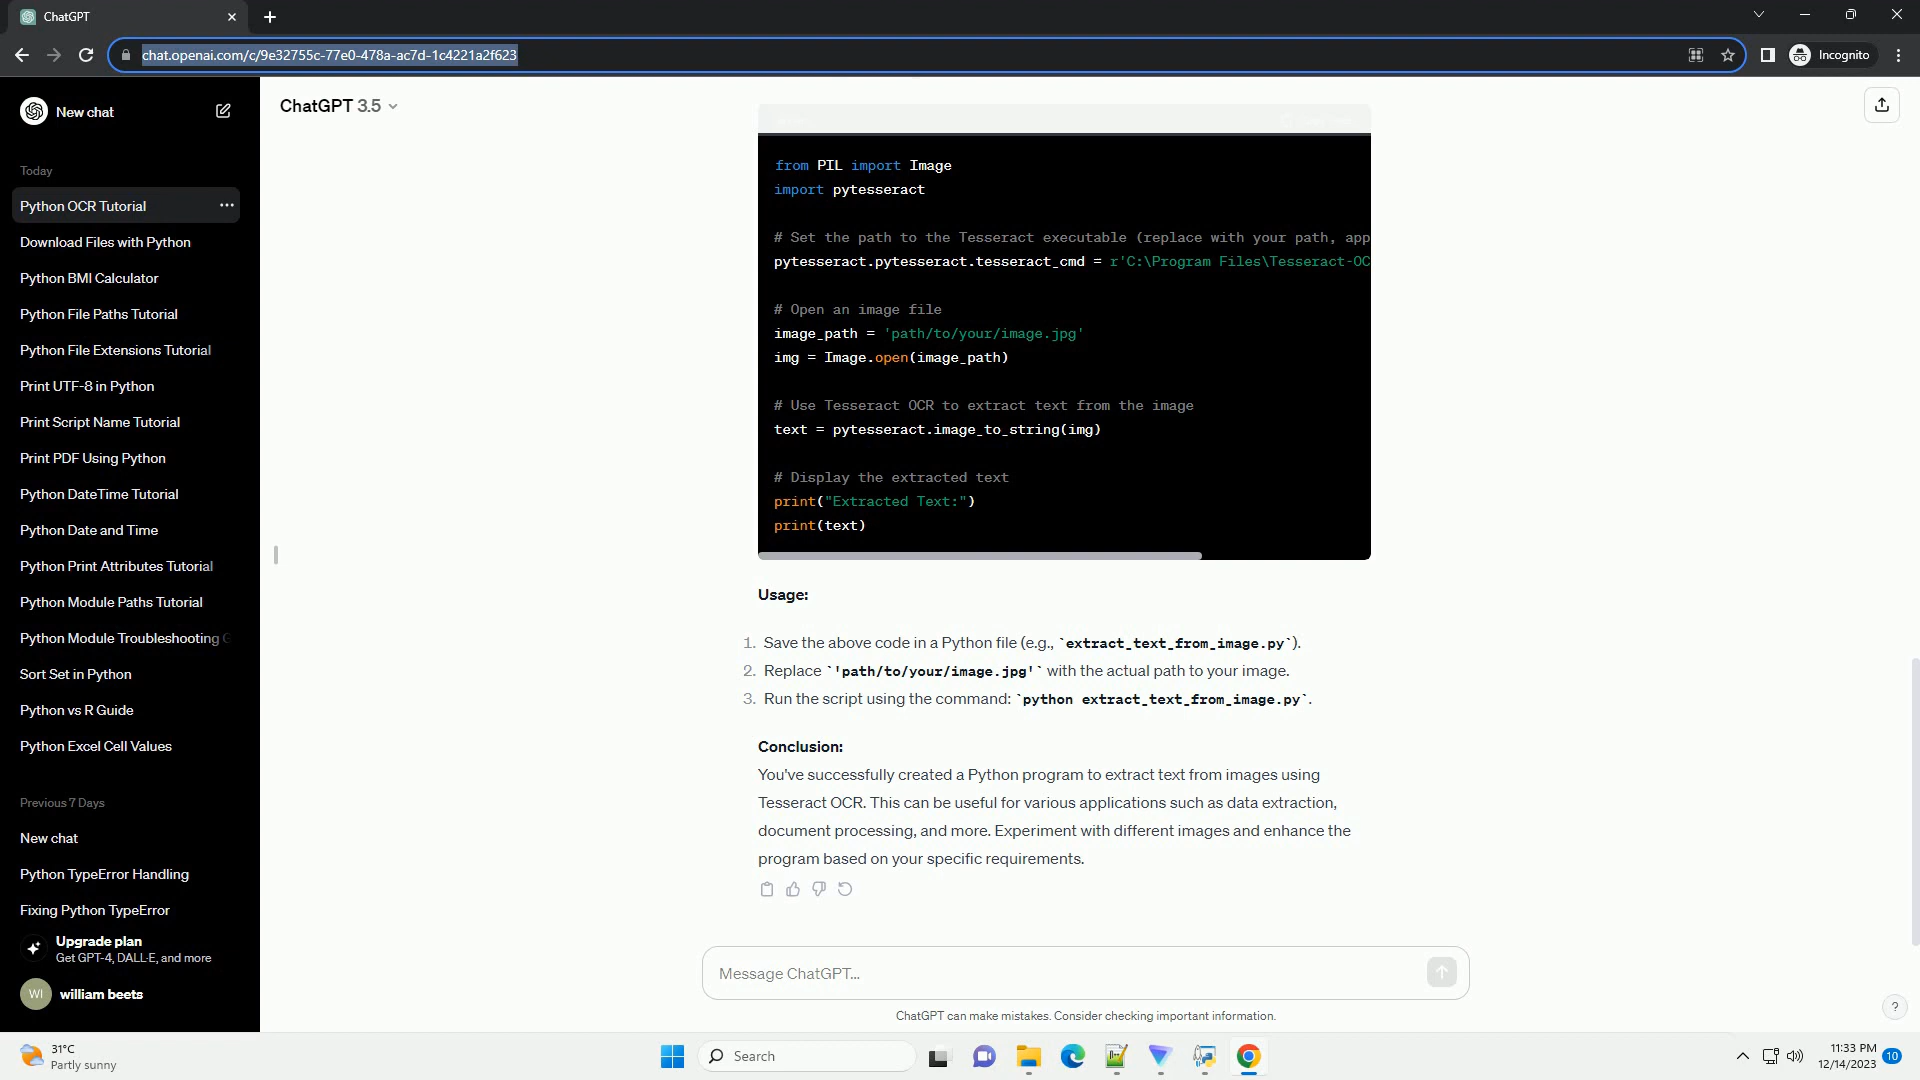 ChatGPT
chat.openai.com/c/9e32755c-77e0-478a-ac7d-1c4221a2f623
Incognito
New chat
Today
Python OCR Tutorial
Download Files with Python
Python BMI Calculator
Python File Paths Tutorial
Python File Extensions Tutorial
Print UTF-8 in Python
Print Script Name Tutorial
Print PDF Using Python
Python DateTime Tutorial
Python Date and Time
Python Print Attributes Tutorial
Python Module Paths Tutorial
Python Module Troubleshooting G
Sort Set in Python
Python vs R Guide
Python Excel Cell Values
Previous 7 Days
New chat
Python TypeError Handling
Fixing Python TypeError
Upgrade plan
Get GPT-4, DALL·E, and more
WI
william beets
ChatGPT 3.5
from PIL import Image
import pytesseract
# Set the path to the Tesseract executable (replace with your path, app
pytesseract.pytesseract.tesseract_cmd = r'C:\Program Files\Tesseract-OC
# Open an image file
image_path = 'path/to/your/image.jpg'
img = Image.open(image_path)
# Use Tesseract OCR to extract text from the image
text = pytesseract.image_to_string(img)
# Display the extracted text
print("Extracted Text:")
print(text)
Usage:
1. Save the above code in a Python file (e.g., `extract_text_from_image.py`).
2. Replace `'path/to/your/image.jpg'` with the actual path to your image.
3. Run the script using the command: `python extract_text_from_image.py`.
Conclusion:
You've successfully created a Python program to extract text from images using
Tesseract OCR. This can be useful for various applications such as data extraction,
document processing, and more. Experiment with different images and enhance the
program based on your specific requirements.
Message ChatGPT...
ChatGPT can make mistakes. Consider checking important information.
?
31°C
Partly sunny
Search
11:33 PM
12/14/2023
10